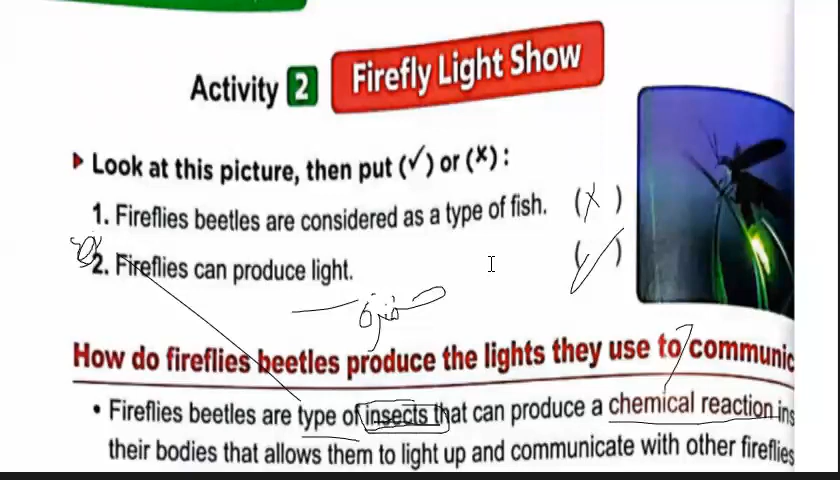 Activity 2 Firefly Light Show
Look at this picture, then put (✓) or (x) :
1. Fireflies beetles are considered as a type of fish. (x)
2. Fireflies can produce light. (✓)
How do fireflies beetles produce the lights they use to communic
• Fireflies beetles are type of insects that can produce a chemical reaction ins
their bodies that allows them to light up and communicate with other fireflies